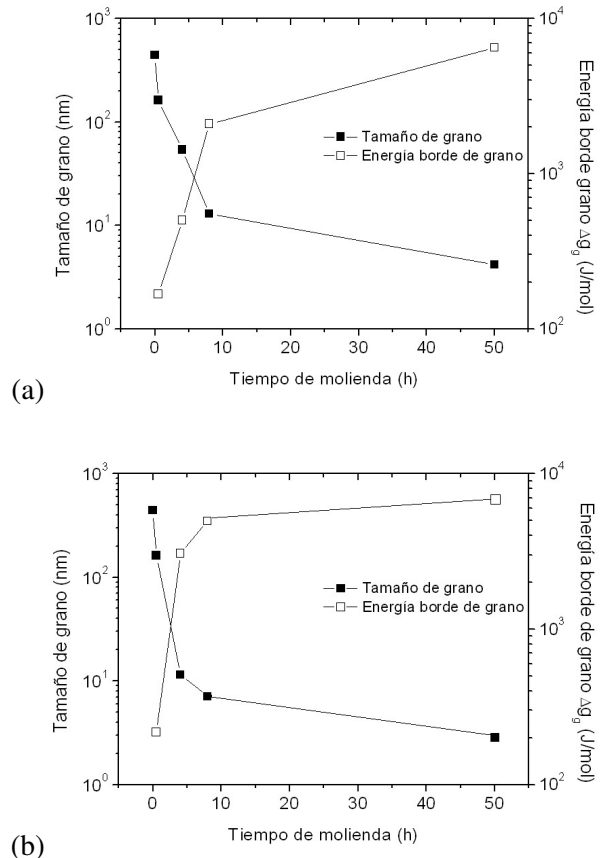 10³
10²
10¹
10⁰
Tamaño de grano (nm)
10⁴
10³
10²
Energía borde grano Δg_g (J/mol)
Tamaño de grano
Energía borde de grano
0 10 20 30 40 50
Tiempo de molienda (h)
(a)
10³
10²
10¹
10⁰
Tamaño de grano (nm)
10⁴
10³
10²
Energía borde de grano Δg_g (J/mol)
Tamaño de grano
Energía borde de grano
0 10 20 30 40 50
Tiempo de molienda (h)
(b)